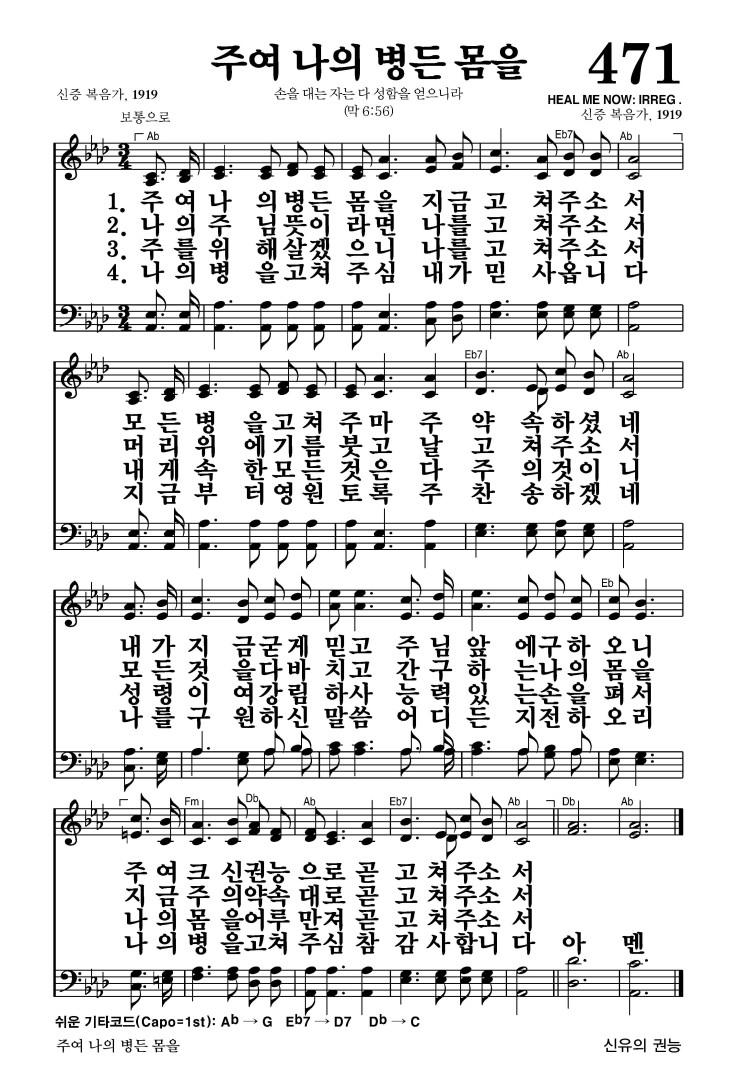 주여 나의 병든 몸을 471
신증 복음가, 1919
손을 대는 자는 다 성함을 얻으니라
(막 6:56)
HEAL ME NOW: IRREG .
신증 복음가, 1919
보통으로
Ab Eb7 Ab
1. 주 여 나 의병든 몸을 지금 고 쳐주소 서
2. 나 의 주 님뜻이 라면 나를 고 쳐주소 서
3. 주 를 위 해살겠 으니 나를 고 쳐주소 서
4. 나 의 병 을고쳐 주심 내가 믿 사옵니 다
Eb7 Ab
모 든 병 을고쳐 주마 주 약 속하셨 네
머 리 위 에기름 붓고 날 고 쳐주소 서
내 게 속 한모든 것은 다 주 의것이 니
지 금 부 터영원 토록 주 찬 송하겠 네
Eb
내 가 지 금굳게 믿고 주님 앞 에구하 오니
모 든 것 을다바 치고 간구 하 는나의 몸을
성 령 이 여강림 하사 능력 있 는손을 펴서
나 를 구 원하신 말씀 어디 든 지전하 오리
Fm Db Ab Eb7 Ab Db Ab
주 여 크 신권능 으로 곧 고 쳐주소 서
지 금 주 의약속 대로 곧 고 쳐주소 서
나 의 몸 을어루 만져 곧 고 쳐주소 서
나 의 병 을고쳐 주심 참 감 사합니 다 아 멘
쉬운 기타코드(Capo=1st): Ab → G Eb7 → D7 Db → C
주여 나의 병든 몸을 신유의 권능